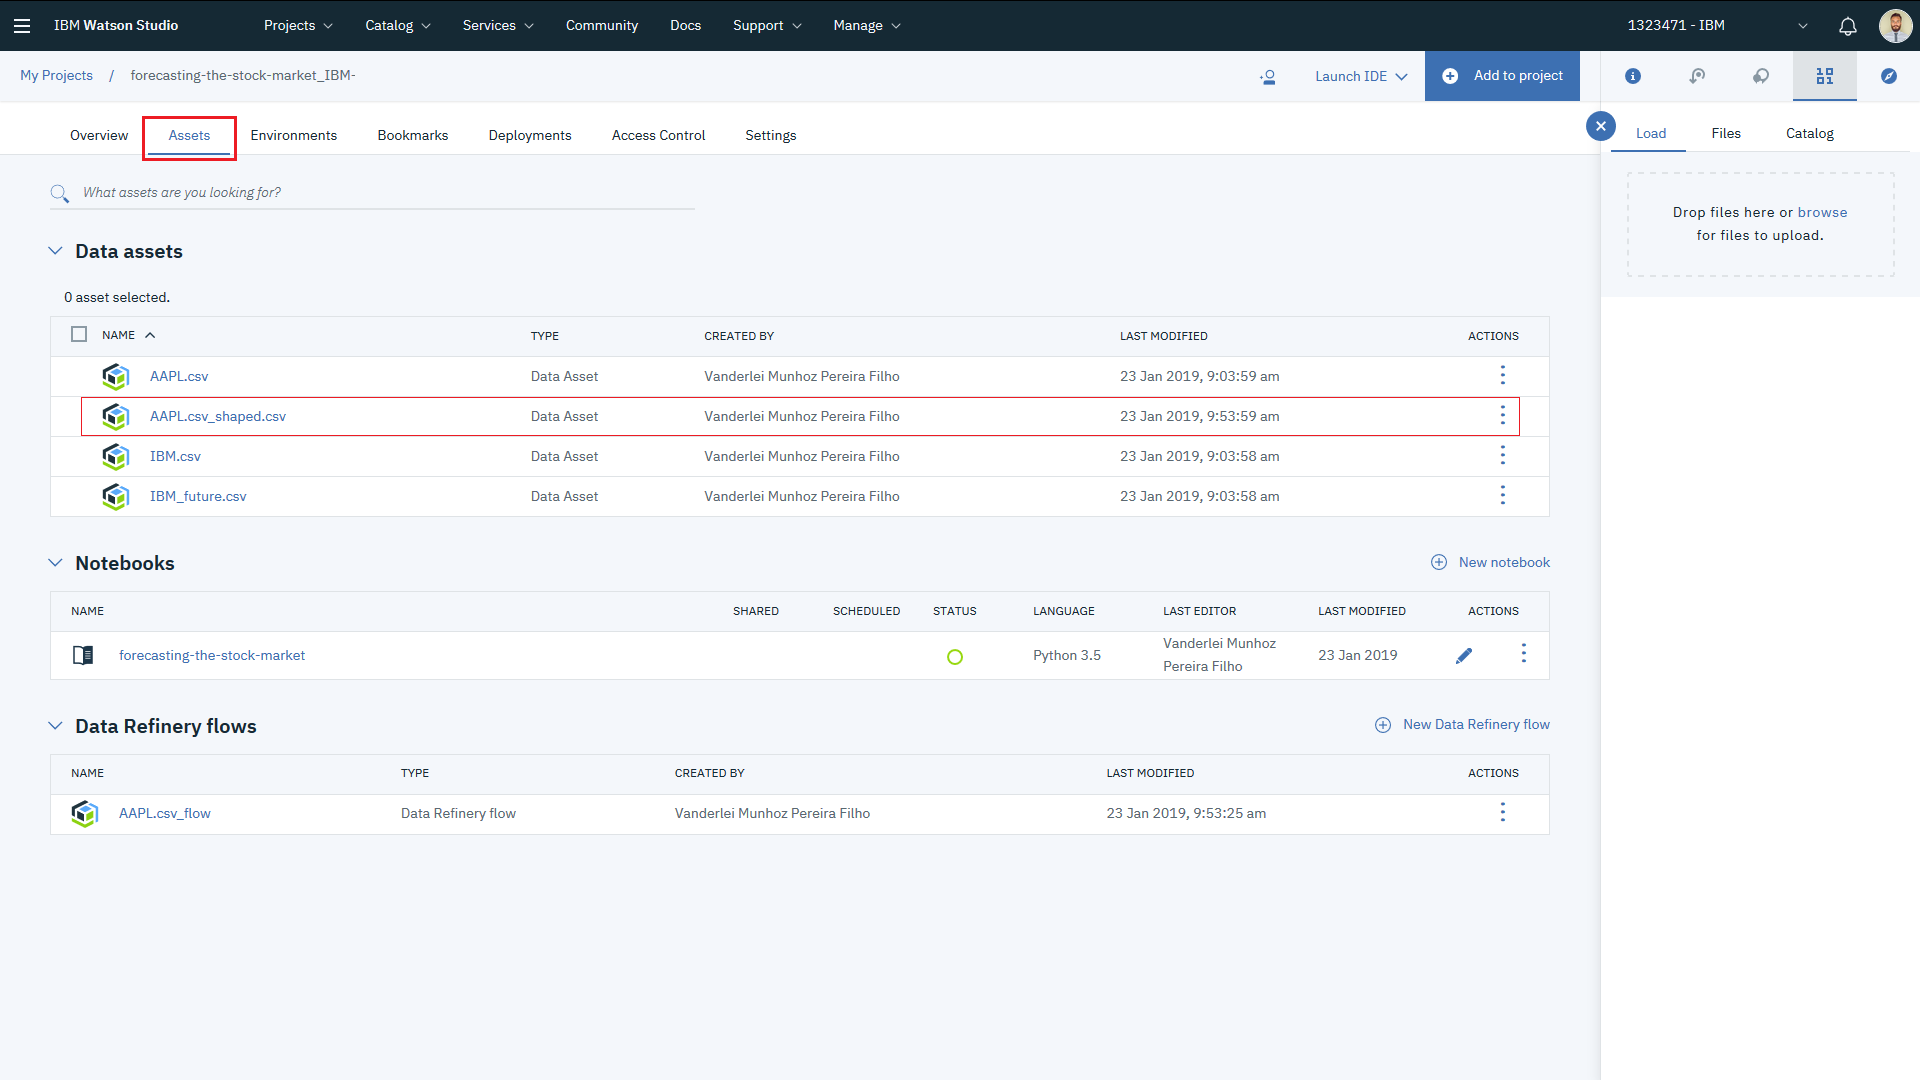 IBM Watson Studio Projects Catalog Services Community Docs Support Manage 1323471 - IBM
My Projects / forecasting-the-stock-market_IBM- Launch IDE Add to project
Overview Assets Environments Bookmarks Deployments Access Control Settings
Load Files Catalog
What assets are you looking for?
Drop files here or browse
for files to upload.
Data assets
0 asset selected.
NAME TYPE CREATED BY LAST MODIFIED ACTIONS
AAPL.csv Data Asset Vanderlei Munhoz Pereira Filho 23 Jan 2019, 9:03:59 am
AAPL.csv_shaped.csv Data Asset Vanderlei Munhoz Pereira Filho 23 Jan 2019, 9:53:59 am
IBM.csv Data Asset Vanderlei Munhoz Pereira Filho 23 Jan 2019, 9:03:58 am
IBM_future.csv Data Asset Vanderlei Munhoz Pereira Filho 23 Jan 2019, 9:03:58 am
Notebooks New notebook
NAME SHARED SCHEDULED STATUS LANGUAGE LAST EDITOR LAST MODIFIED ACTIONS
forecasting-the-stock-market Python 3.5 Vanderlei Munhoz Pereira Filho 23 Jan 2019
Data Refinery flows New Data Refinery flow
NAME TYPE CREATED BY LAST MODIFIED ACTIONS
AAPL.csv_flow Data Refinery flow Vanderlei Munhoz Pereira Filho 23 Jan 2019, 9:53:25 am